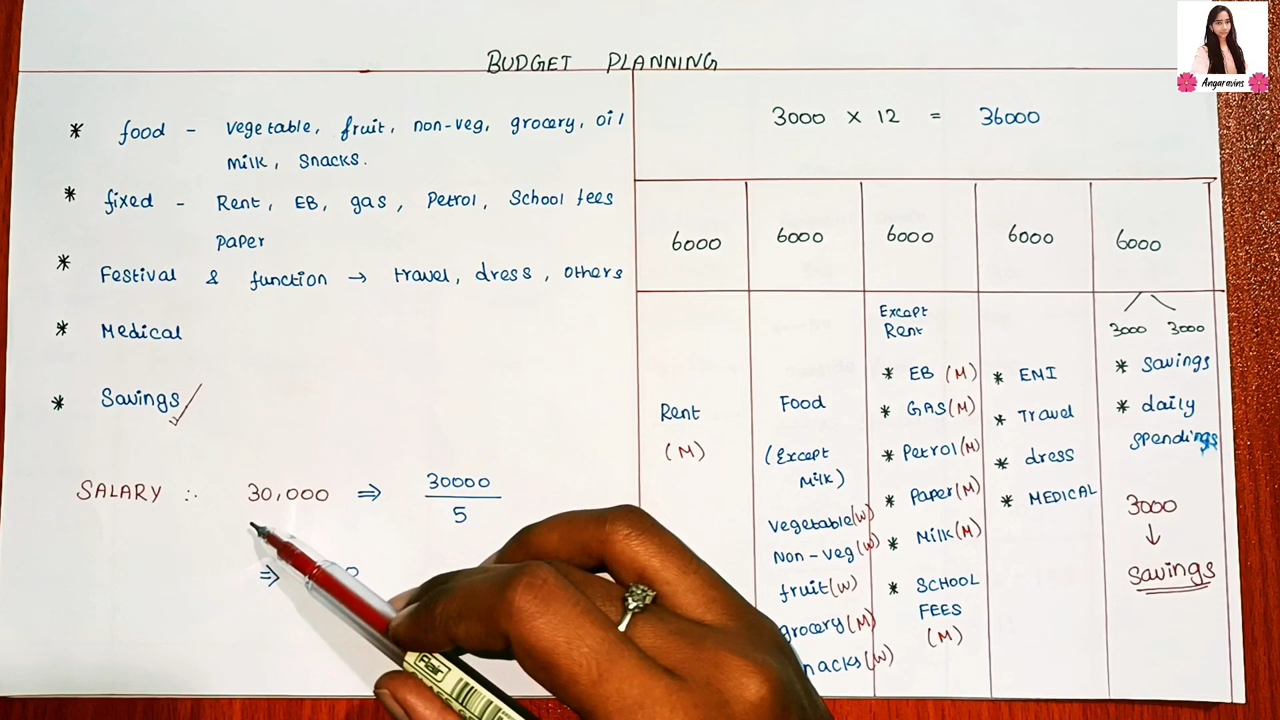 BUDGET PLANNING
* food - Vegetable, fruit, non-veg, grocery, oil
milk, Snacks.
* fixed - Rent, EB, gas, Petrol, School fees
paper
* Festival & function → travel, dress, others
* Medical
* Savings ✓
SALARY :- 30,000 ⇒ 30000
5
⇒
3000 x 12 = 36000
6000 6000 6000 6000 6000
Rent
(M)
Food
(Except
Milk)
Vegetable(W)
Non-veg(W)
fruit(W)
grocery(M)
nacks(W)
Except
Rent
* EB (M)
* GAS(M)
* Petrol(M)
* Paper(M)
* Milk(M)
* SCHOOL
FEES
(M)
* EMI
* Travel
* dress
* MEDICAL
3000 3000
* Savings
* daily
Spendings
3000
↓
Savings
Angaravins
Flair